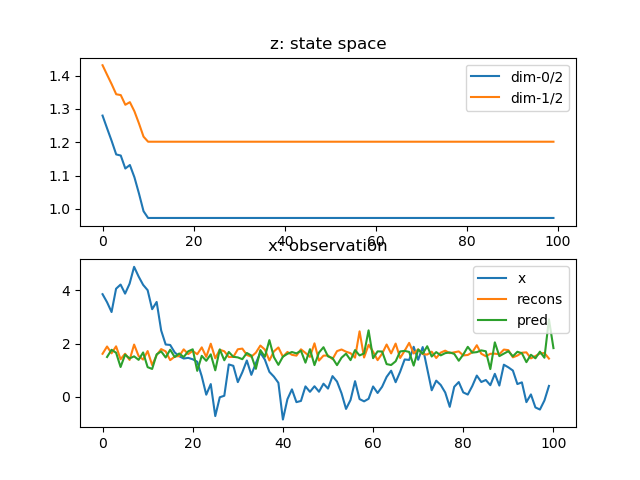 z: state space
1.4
1.3
1.2
1.1
1.0
dim-0/2
dim-1/2
0 20 40 60 80 100
x: observation
4
2
0
x
recons
pred
0 20 40 60 80 100